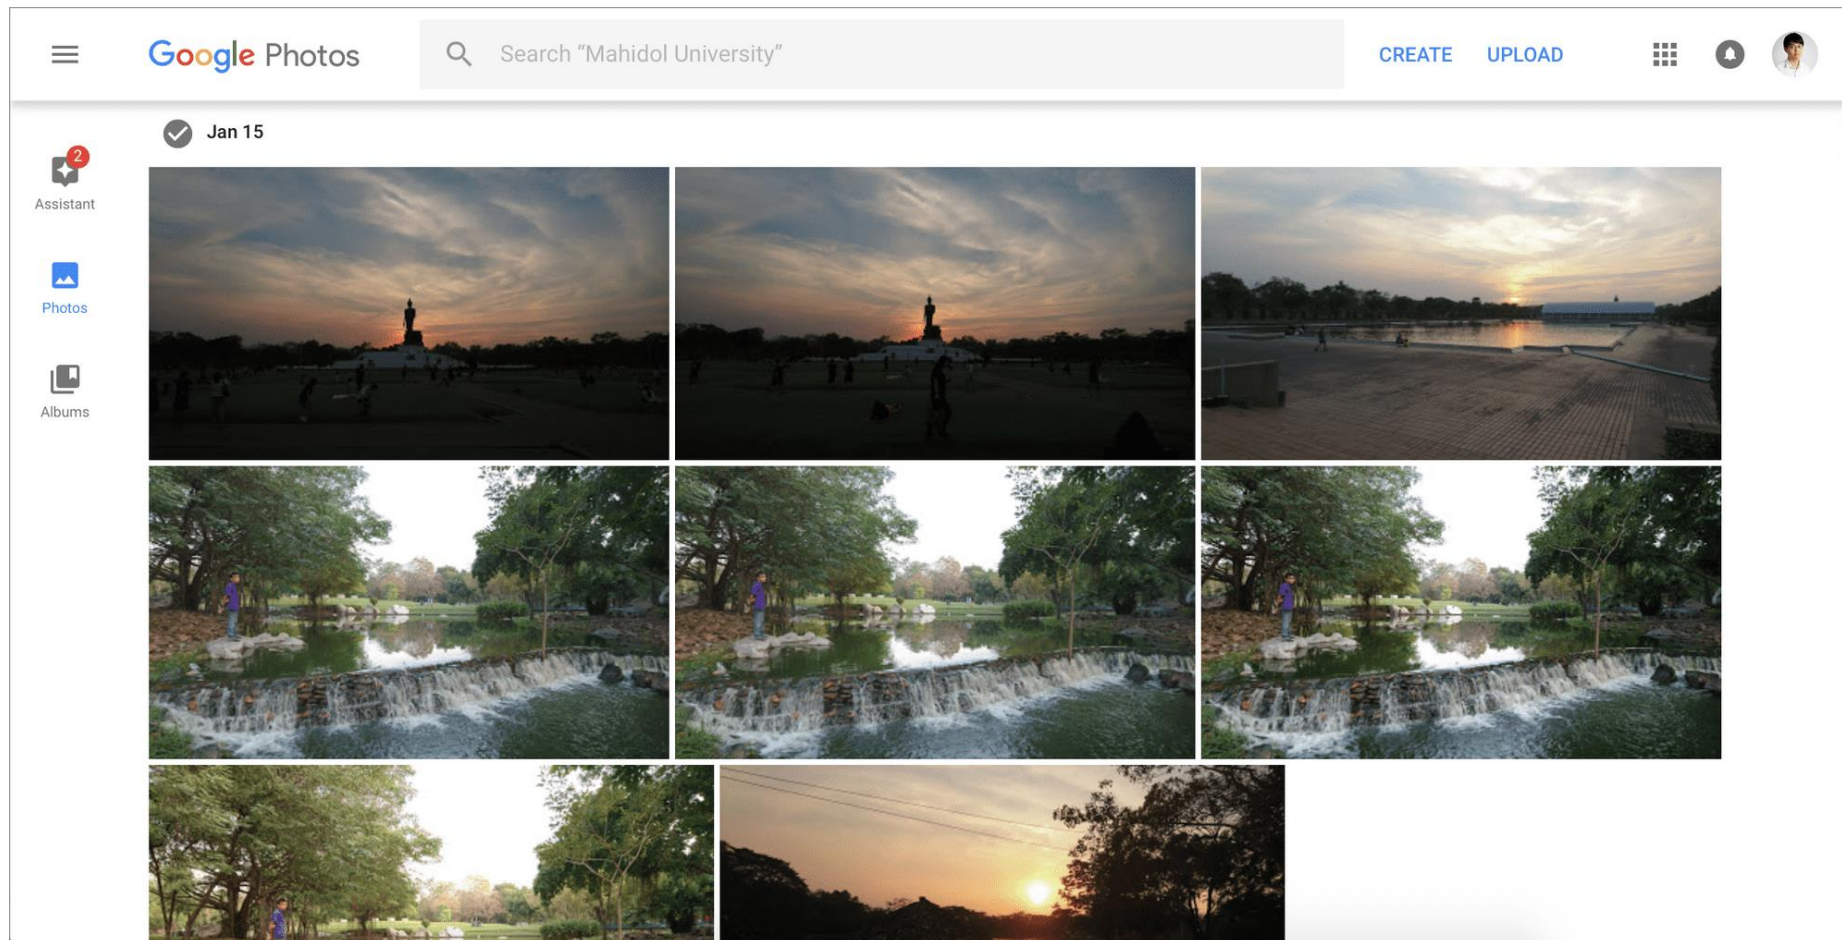 Google Photos
Search “Mahidol University”
CREATE
UPLOAD
Jan 15
2
Assistant
Photos
Albums